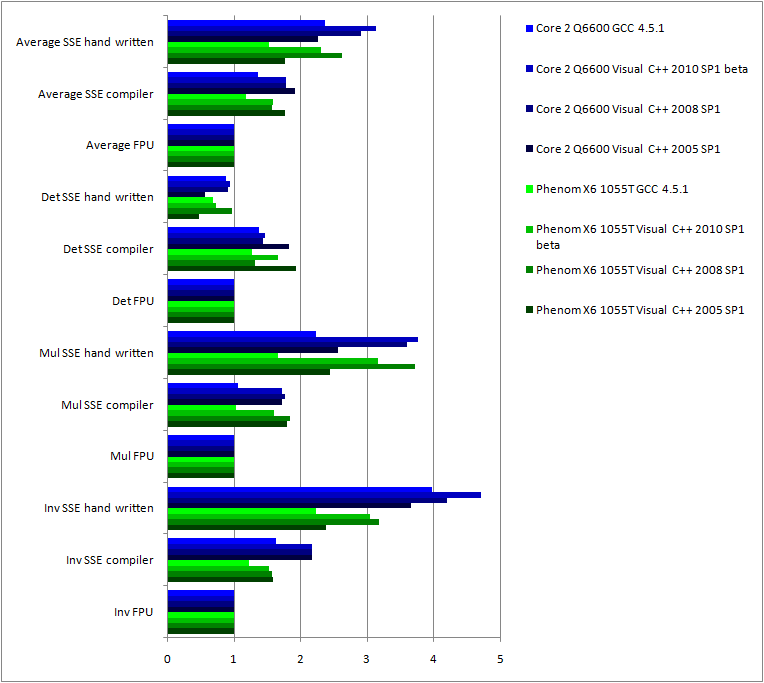 Average SSE hand written
Average SSE compiler
Average FPU
Det SSE hand written
Det SSE compiler
Det FPU
Mul SSE hand written
Mul SSE compiler
Mul FPU
Inv SSE hand written
Inv SSE compiler
Inv FPU
0 1 2 3 4 5
Core 2 Q6600 GCC 4.5.1
Core 2 Q6600 Visual C++ 2010 SP1 beta
Core 2 Q6600 Visual C++ 2008 SP1
Core 2 Q6600 Visual C++ 2005 SP1
Phenom X6 1055T GCC 4.5.1
Phenom X6 1055T Visual C++ 2010 SP1
beta
Phenom X6 1055T Visual C++ 2008 SP1
Phenom X6 1055T Visual C++ 2005 SP1